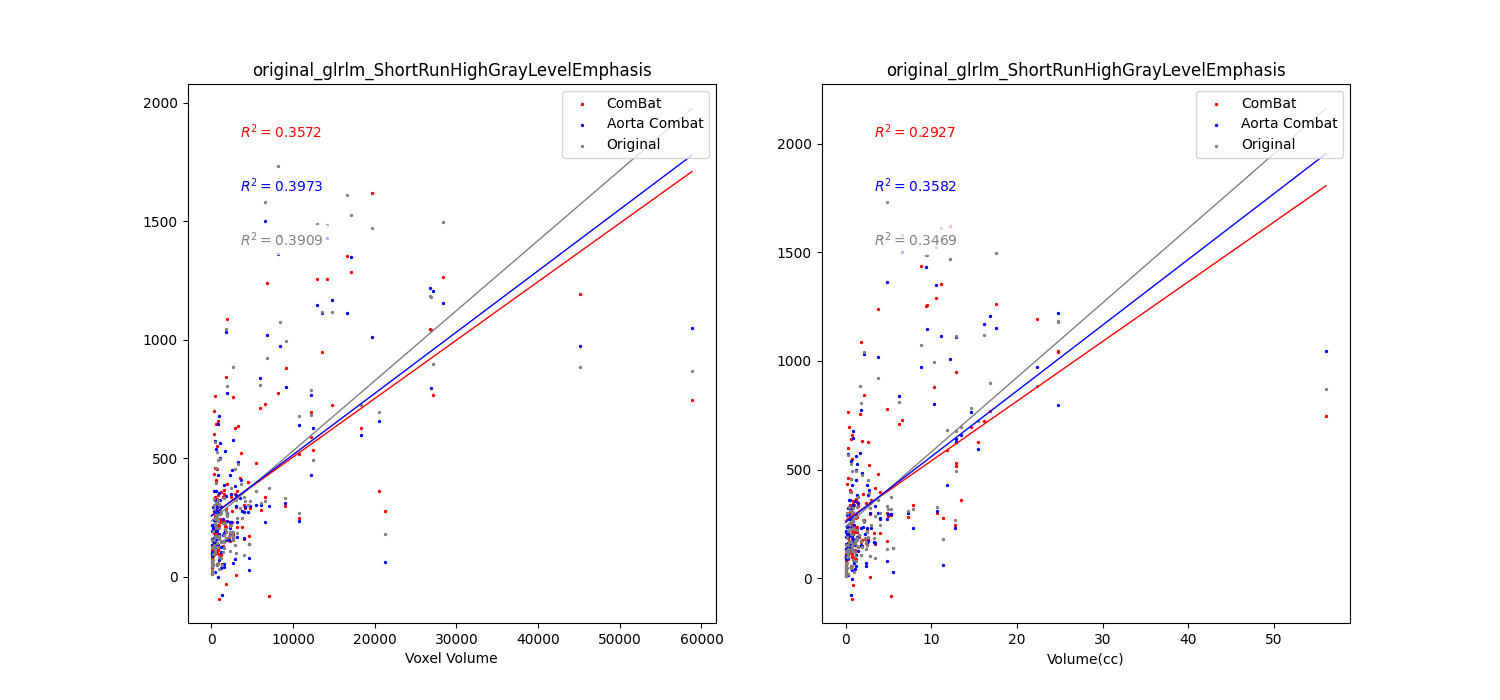 original_glrlm_ShortRunHighGrayLevelEmphasis
ComBat
Aorta Combat
Original
R² = 0.3572
R² = 0.3973
R² = 0.3909
2000
1500
1000
500
0
0 10000 20000 30000 40000 50000 60000
Voxel Volume
original_glrlm_ShortRunHighGrayLevelEmphasis
ComBat
Aorta Combat
Original
R² = 0.2927
R² = 0.3582
R² = 0.3469
2000
1500
1000
500
0
0 10 20 30 40 50
Volume(cc)